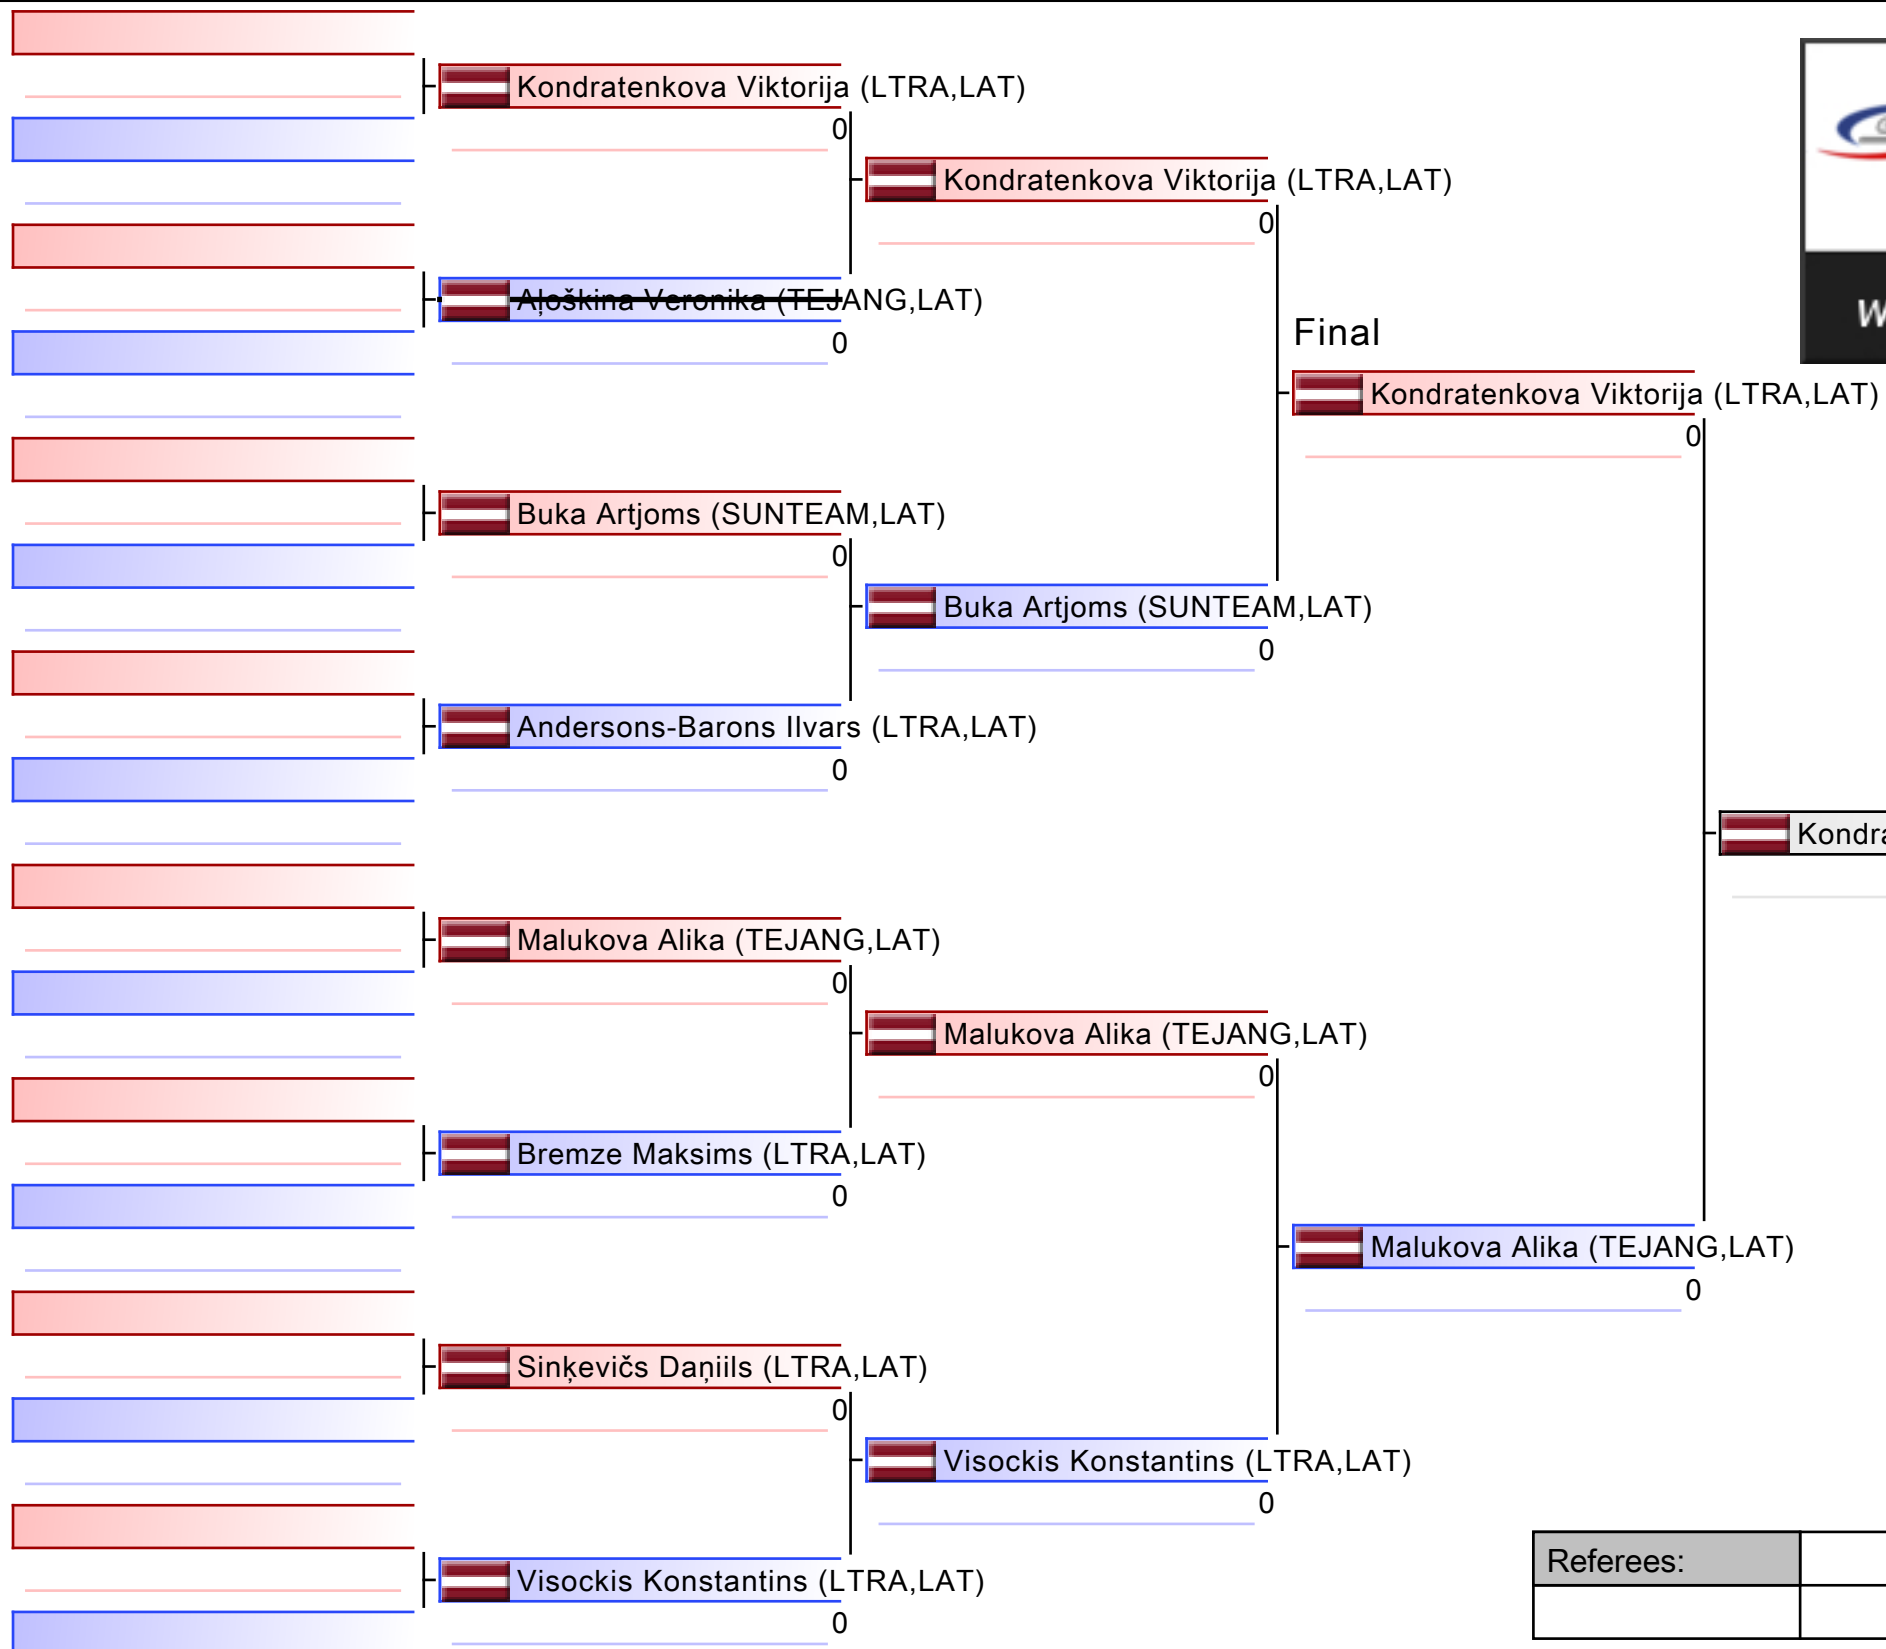 Kondratenkova Viktorija (LTRA,LAT)
0
Kondratenkova Viktorija (LTRA,LAT)
0
Aļoškina Veronika (TEJANG,LAT)
0
Final
Kondratenkova Viktorija (LTRA,LAT)
0
Buka Artjoms (SUNTEAM,LAT)
0
Buka Artjoms (SUNTEAM,LAT)
0
Andersons-Barons Ilvars (LTRA,LAT)
0
Kondra
Malukova Alika (TEJANG,LAT)
0
Malukova Alika (TEJANG,LAT)
0
Bremze Maksims (LTRA,LAT)
0
Malukova Alika (TEJANG,LAT)
0
Sinķevičs Daņiils (LTRA,LAT)
0
Visockis Konstantins (LTRA,LAT)
0
Referees:
Visockis Konstantins (LTRA,LAT)
0